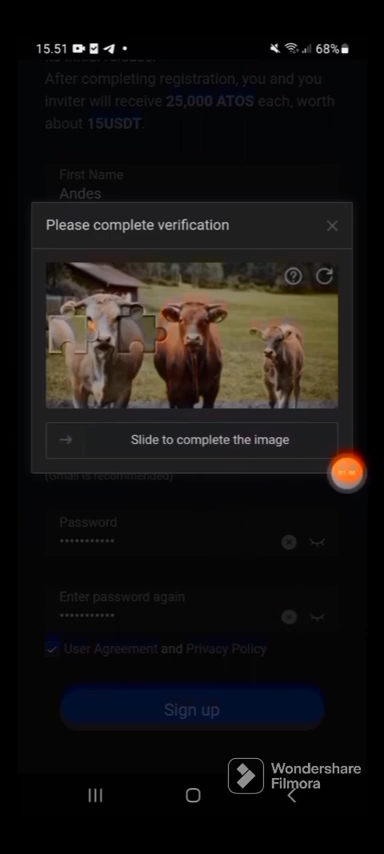 15.51
68%
After completing registration, you and you
inviter will receive 25,000 ATOS each, worth
about 15USDT.
First Name
Andes
Please complete verification
Slide to complete the image
(Gmail is recommended)
Password
Enter password again
User Agreement and Privacy Policy
Sign up
Wondershare
Filmora